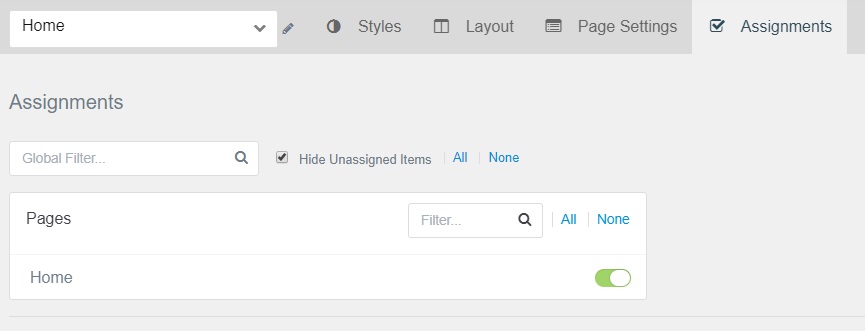 Home Styles Layout Page Settings Assignments
Assignments
Global Filter... Hide Unassigned Items All None
Pages Filter... All None
Home